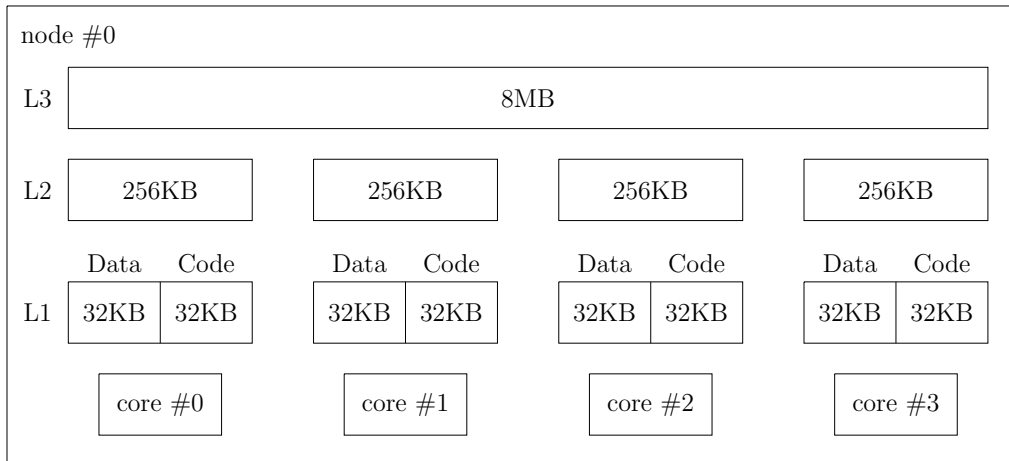 node #0
L3 8MB
L2 256KB 256KB 256KB 256KB
Data Code Data Code Data Code Data Code
L1 32KB 32KB 32KB 32KB 32KB 32KB 32KB 32KB
core #0 core #1 core #2 core #3